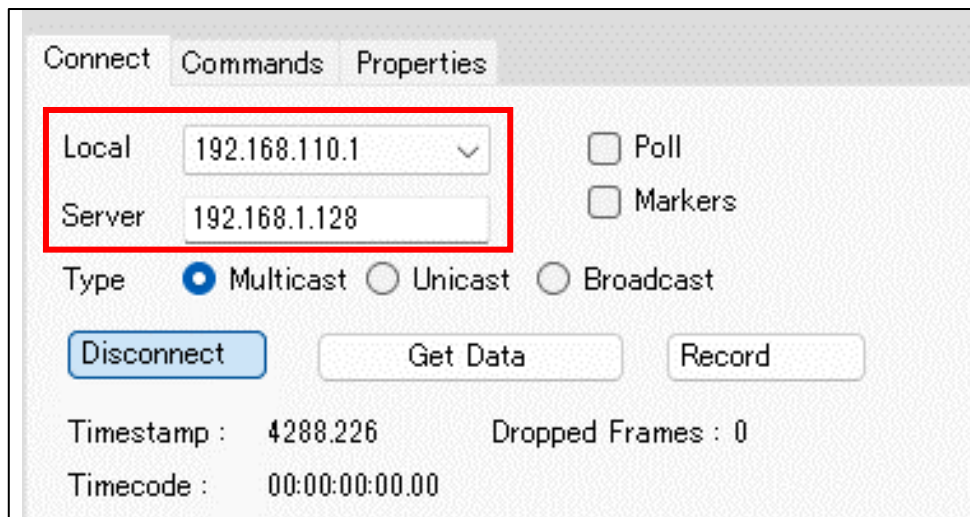 Connect Commands Properties
Local 192.168.110.1 Poll
Server 192.168.1.128 Markers
Type Multicast Unicast Broadcast
Disconnect Get Data Record
Timestamp : 4288.226 Dropped Frames : 0
Timecode : 00:00:00:00.00